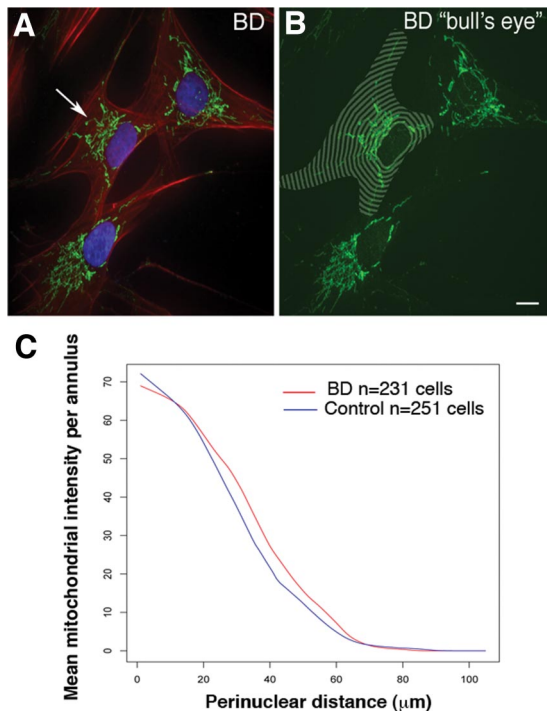 A
BD
B
BD "bull's eye"
C
Mean mitochondrial intensity per annulus
70
60
50
40
30
20
10
0
BD n=231 cells
Control n=251 cells
0 20 40 60 80 100
Perinuclear distance (μm)